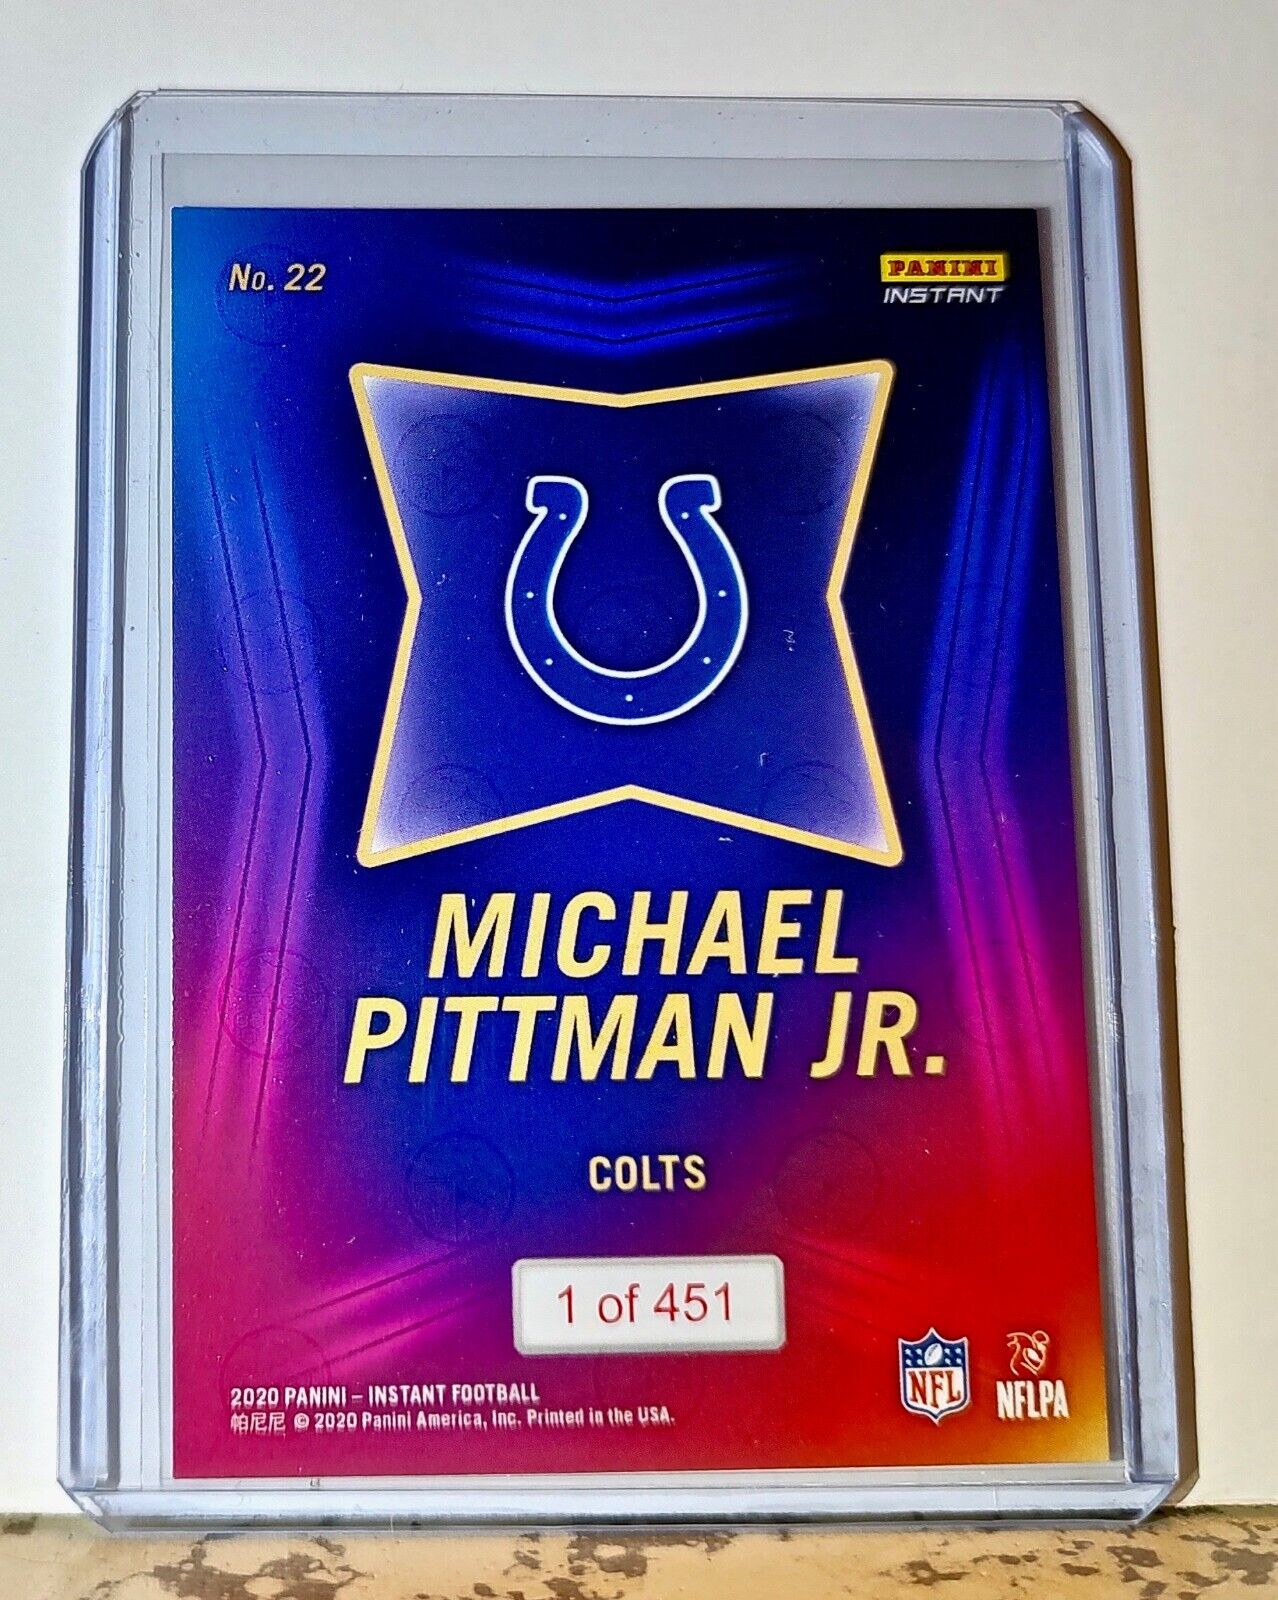 No. 22
PANINI
INSTANT
MICHAEL
PITTMAN JR.
COLTS
1 of 451
NFL
NFLPA
2020 PANINI – INSTANT FOOTBALL
帕尼尼 © 2020 Panini America, Inc. Printed in the USA.